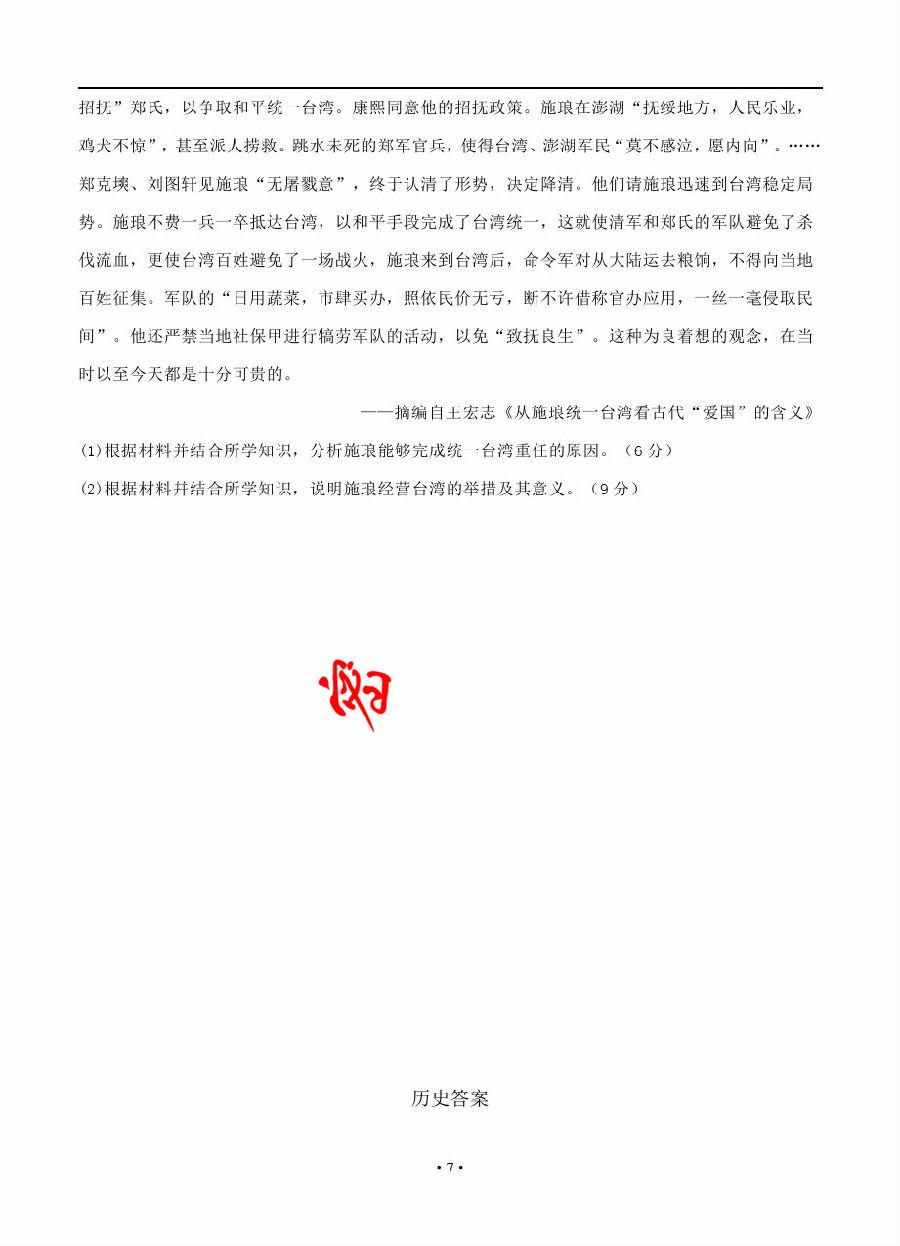 招抚”郑氏，以争取和平统一台湾。康熙同意他的招抚政策。施琅在澎湖“抚绥地方，人民乐业，
鸡犬不惊”，甚至派人捞救。跳水未死的郑军官兵，使得台湾、澎湖军民“莫不感泣，愿内向”。……
郑克塽、刘图轩见施琅“无屠戮意”，终于认清了形势，决定降清。他们请施琅迅速到台湾稳定局
势。施琅不费一兵一卒抵达台湾，以和平手段完成了台湾统一，这就使清军和郑氏的军队避免了杀
伐流血，更使台湾百姓避免了一场战火，施琅来到台湾后，命令军对从大陆运去粮饷，不得向当地
百姓征集。军队的“日用蔬菜，市肆买办，照依民价无亏，断不许借称官办应用，一丝一毫侵取民
间”。他还严禁当地社保甲进行犒劳军队的活动，以免“致抚良生”。这种为良着想的观念，在当
时以至今天都是十分可贵的。
——摘编自王宏志《从施琅统一台湾看古代“爱国”的含义》
(1)根据材料并结合所学知识，分析施琅能够完成统一台湾重任的原因。（6分）
(2)根据材料并结合所学知识，说明施琅经营台湾的举措及其意义。（9分）
历史答案
•7•